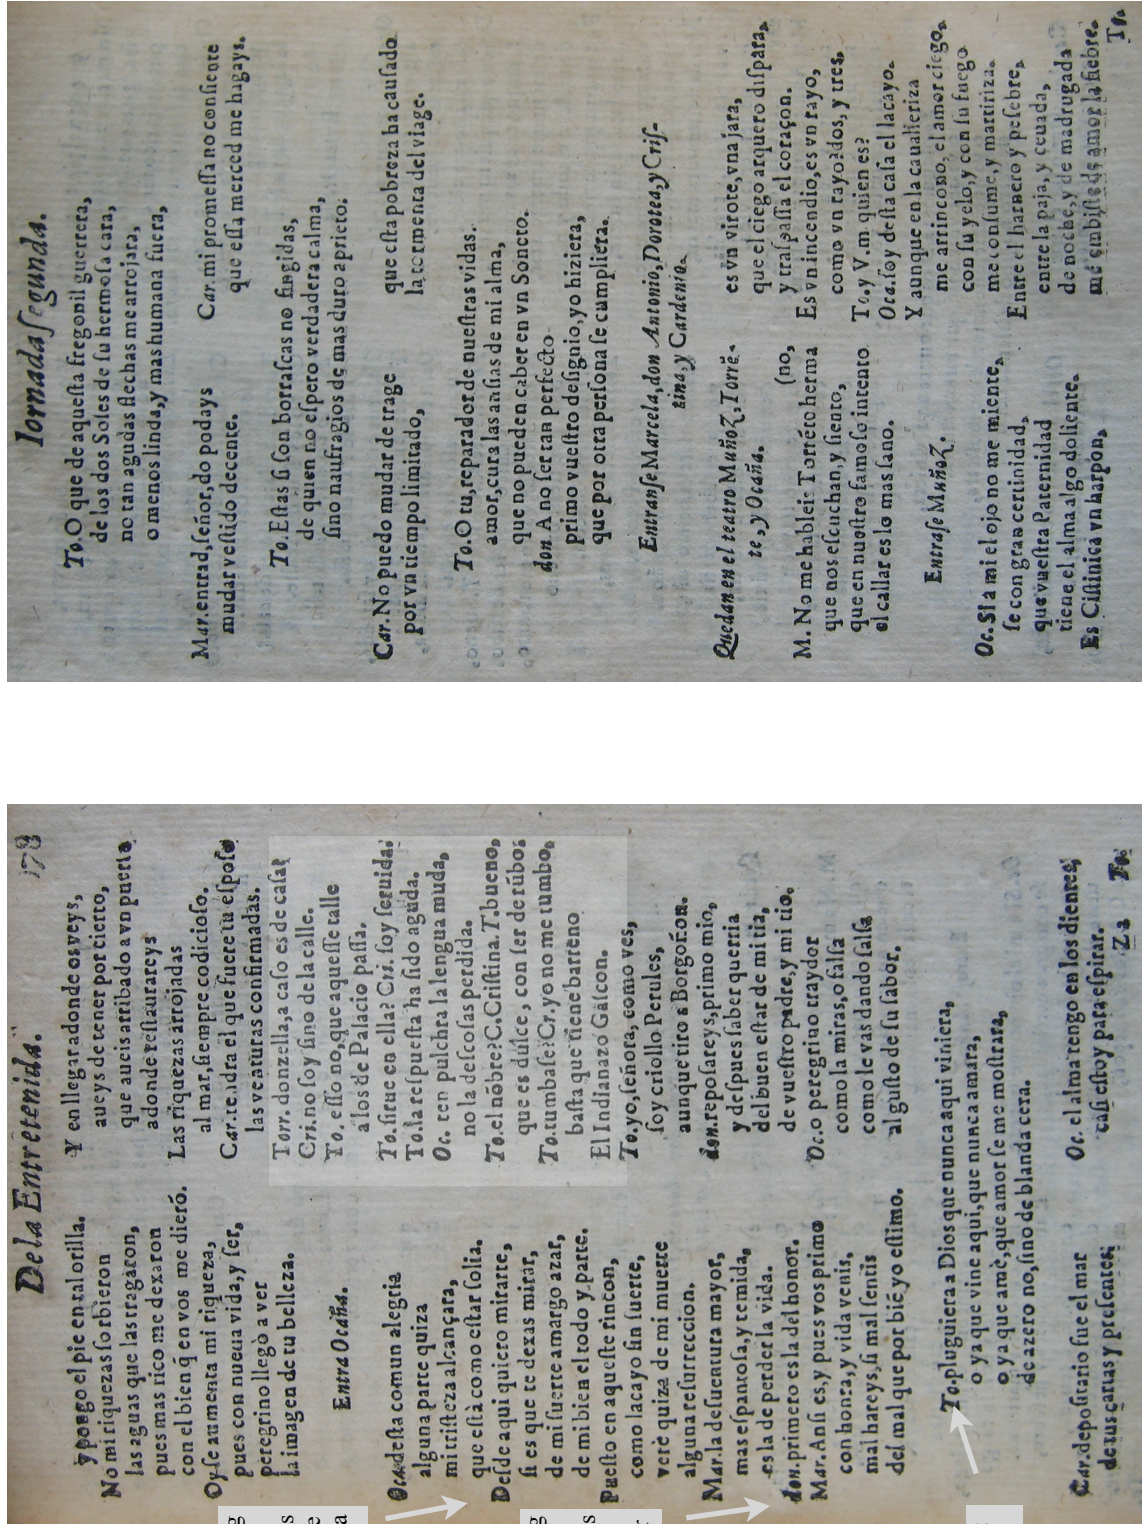 De la Entretenida. 178
y pongo el pie en tal orilla.
No mi riquezas ſorbieron
las aguas que las tragaron,
pues mas rico me dexaron
con el bien q̃ en vos me dierõ.
Oy ſe aumenta mi riqueza,
pues con nueua vida, y ſer,
peregrino llegò a ver
la imagen de tu belleza.
Entra Ocaña.
Oca. deſta comun alegria
alguna parte quiza
mi triſteza alcançara,
que eſtà como eſtar ſolia.
Deſde aqui quiero mirarte,
ſi es que te dexas mirar,
de mi ſuerte amargo azar,
de mi bien el todo y parte.
Pueſto en aqueſte rincon,
como lacayo ſin ſuerte,
verè quiza de mi muerte
alguna reſurreccion.
Mar. la deſuentura mayor,
mas eſpantoſa, y temida,
es la de perder la vida.
don. primero es la del honor.
Mar. Anſi es, y pues vos primo
con honra, y vida venis,
mal hareys, ſi mal ſentis
del mal que por biẽ yo eſtimo.
Y en llegar adonde os veys,
aueys de tener por cierto,
que aueis arribado a vn puerto
adonde reſtaurareys
Las riquezas arrojadas
al mar, ſiempre codicioſo.
Car. tendra el que fuere tu eſpoſo
las venturas confirmadas.
Torr. donzella, a caſo es de caſa?
Cri. no ſoy ſino de la calle.
To. eſſo no, que aqueſſe talle
a los de Palacio paſſa.
To. ſirue en ella? Cris. ſoy ſeruida.
To. la reſpueſta ha ſido aguda.
Oc. ten pulchra la lengua muda,
no la deſcoſas perdida.
To. el nõbre? C. Criſtina. T. bueno,
que es dulce, con ſer de rũbo:
To. tumbaſe? Cr. yo no me tumbo,
baſta que tiene barreno
El Indianazo Gaſcon.
To. yo, ſeñora, como ves,
ſoy criollo Perules,
aunque tiro a Borgoñon.
don. repoſareys, primo mio,
y deſpues ſaber querria
del buen eſtar de mi tia,
de vueſtro padre, y mi tio.
Oc. o peregrino traydor
como la miras, o falſa
como le vas dando ſalſa
al guſto de ſu ſabor.
To. pluguiera a Dios que nunca aqui viniera,
o ya que vine aqui, que nunca amara,
o ya que amè, que amor ſe me moſtrara,
de azero no, ſino de blanda cera.
Car. depoſitario fue el mar
de tus cartas y preſentes,
Oc. el alma tengo en los dientes,
caſi eſtoy para eſpirar.
Z 2 To.
Iornada ſegunda.
To. O que de aqueſta fregonil guerrera,
de los dos Soles de ſu hermoſa cara,
no tan agudas flechas me arrojara,
o menos linda, y mas humana fuera,
Mar. entrad, ſeñor, do podays
mudar veſtido decente.
Car. mi promeſſa no conſiente
que eſſa merced me hagays.
To. Eſtas ſi ſon borraſcas no fingidas,
de quien no eſpero verdadera calma,
ſino naufragios de mas duro aprieto:
Car. No puedo mudar de trage
por vn tiempo limitado,
que eſta pobreza ha cauſado
la tormenta del viage.
To. O tu, reparador de nueſtras vidas.
amor, cura las anſias de mi alma,
que no pueden caber en vn Soneto.
don. A no ſer tan perfecto
primo vueſtro deſignio, yo hiziera,
que por otra perſona ſe cumpliera.
Entranſe Marcela, don Antonio, Dorotea, y Criſ-
tina, y Cardenio.
Quedan en el teatro Muñoz, Torrẽ-
te, y Ocaña.
M. No me hableis Torrẽte herma
(no,
que nos eſcuchan, y ſiento,
que en nueſtro famoſo intento
el callar es lo mas ſano.
Entraſe Muñoz.
Oc. Si a mi el ojo no me miente,
ſe con gran certinidad,
que vueſtra Paternidad
tiene el alma algo doliente.
Es Ciſiniça vn harpon,
es vn virote, vna jara,
que el ciego arquero diſpara,
y traſpaſſa el coraçon.
Es vn incendio, es vn rayo,
como vn rayo? dos, y tres,
To. y V. m. quien es?
Oca. ſoy deſta caſa el lacayo.
Y aunque en la caualleriza
me arrincono, el amor ciego,
con ſu yelo, y con ſu fuego
me conſume, y martiriza.
Entre el harnero y peſebre,
entre la paja, y ceuada,
de noche, y de madrugada
me embiſte de amor la fiebre.
To.